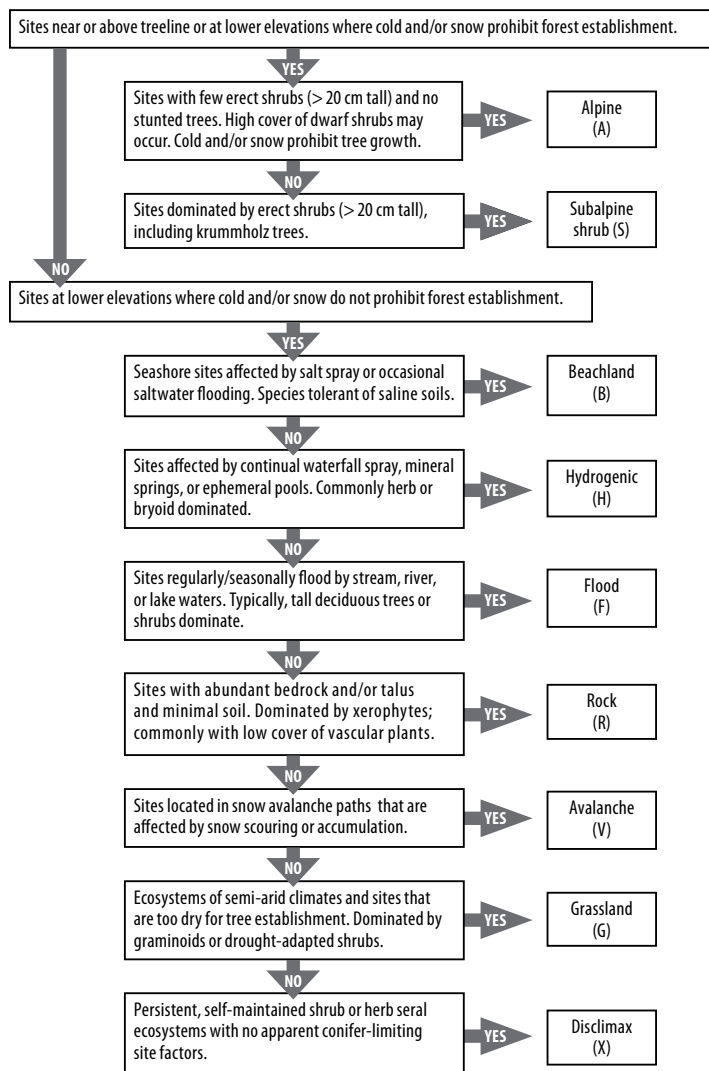 Sites near or above treeline or at lower elevations where cold and/or snow prohibit forest establishment.
YES
Sites with few erect shrubs (> 20 cm tall) and no
stunted trees. High cover of dwarf shrubs may
occur. Cold and/or snow prohibit tree growth.
YES
Alpine
(A)
NO
Sites dominated by erect shrubs (> 20 cm tall),
including krummholz trees.
YES
Subalpine
shrub (S)
NO
Sites at lower elevations where cold and/or snow do not prohibit forest establishment.
YES
Seashore sites affected by salt spray or occasional
saltwater flooding. Species tolerant of saline soils.
YES
Beachland
(B)
NO
Sites affected by continual waterfall spray, mineral
springs, or ephemeral pools. Commonly herb or
bryoid dominated.
YES
Hydrogenic
(H)
NO
Sites regularly/seasonally flood by stream, river,
or lake waters. Typically, tall deciduous trees or
shrubs dominate.
YES
Flood
(F)
NO
Sites with abundant bedrock and/or talus
and minimal soil. Dominated by xerophytes;
commonly with low cover of vascular plants.
YES
Rock
(R)
NO
Sites located in snow avalanche paths that are
affected by snow scouring or accumulation.
YES
Avalanche
(V)
NO
Ecosystems of semi-arid climates and sites that
are too dry for tree establishment. Dominated by
graminoids or drought-adapted shrubs.
YES
Grassland
(G)
NO
Persistent, self-maintained shrub or herb seral
ecosystems with no apparent conifer-limiting
site factors.
YES
Disclimax
(X)